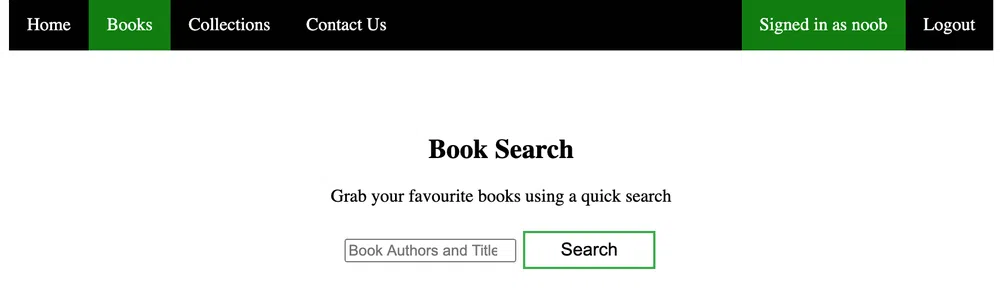 Home Books Collections Contact Us Signed in as noob Logout
Book Search
Grab your favourite books using a quick search
Book Authors and Title Search